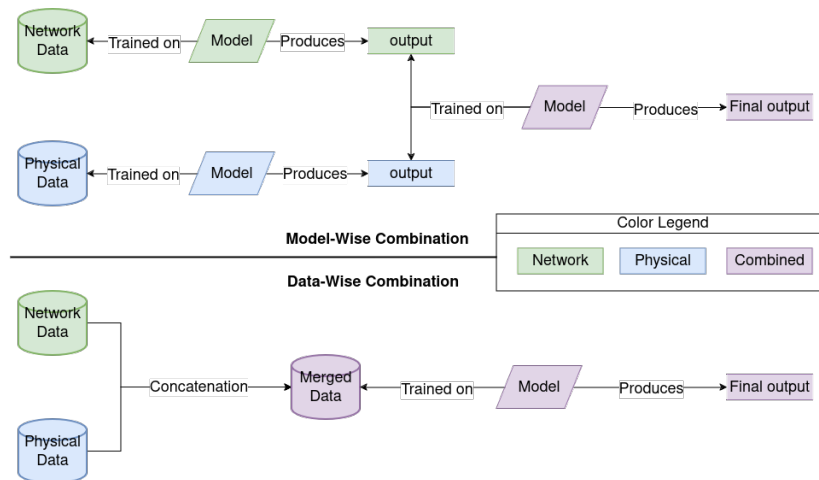 Network
Data
Trained on
Model
Produces
output
Trained on
Model
Produces
Final output
Physical
Data
Trained on
Model
Produces
output
Model-Wise Combination
Color Legend
Network
Physical
Combined
Data-Wise Combination
Network
Data
Concatenation
Merged
Data
Trained on
Model
Produces
Final output
Physical
Data